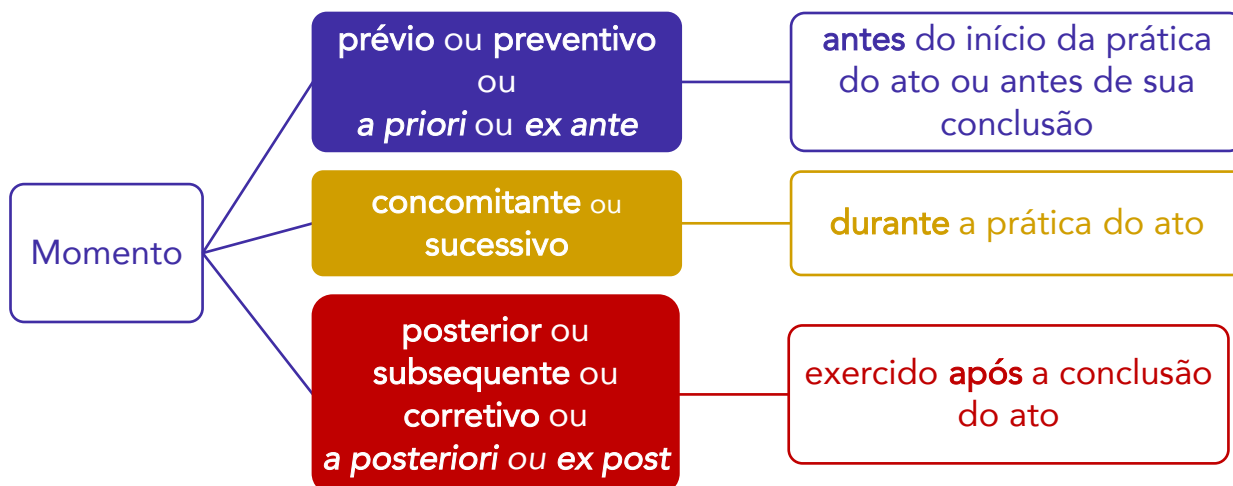 Momento
prévio ou preventivo
ou
a priori ou ex ante
antes do início da prática
do ato ou antes de sua
conclusão
concomitante ou
sucessivo
durante a prática do ato
posterior ou
subsequente ou
corretivo ou
a posteriori ou ex post
exercido após a conclusão
do ato